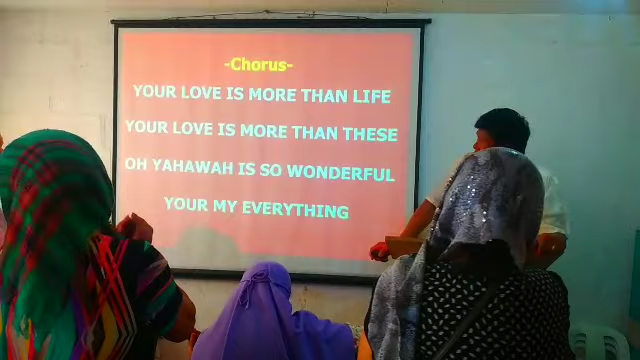 -Chorus-
YOUR LOVE IS MORE THAN LIFE
YOUR LOVE IS MORE THAN THESE
OH YAHAWAH IS SO WONDERFUL
YOUR MY EVERYTHING